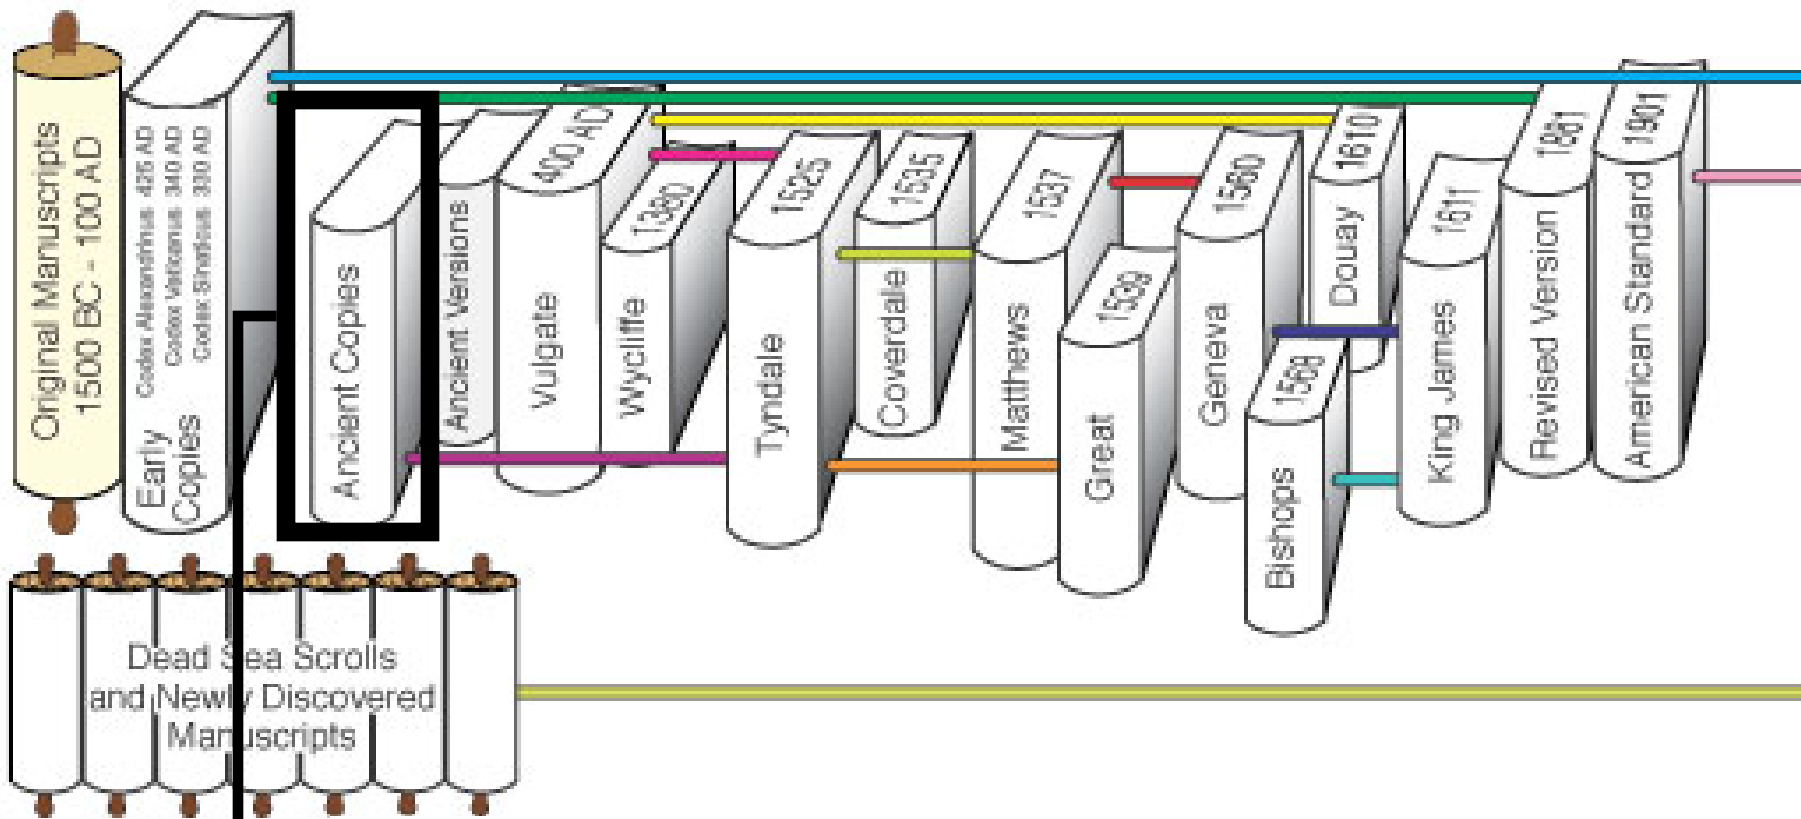 Original Manuscripts
1500 BC - 100 AD
Early
Copies
Codex Alexandrinus 425 AD
Codex Vaticanus 340 AD
Codex Sinaticus 330 AD
Ancient Copies
Ancient Versions
400 AD
Vulgate
1380
Wycliffe
1525
Tyndale
1535
Coverdale
1537
Matthews
1539
Great
1560
Geneva
1568
Bishops
1610
Douay
1611
King James
1881
Revised Version
1901
American Standard
Dead Sea Scrolls
and Newly Discovered
Manuscripts